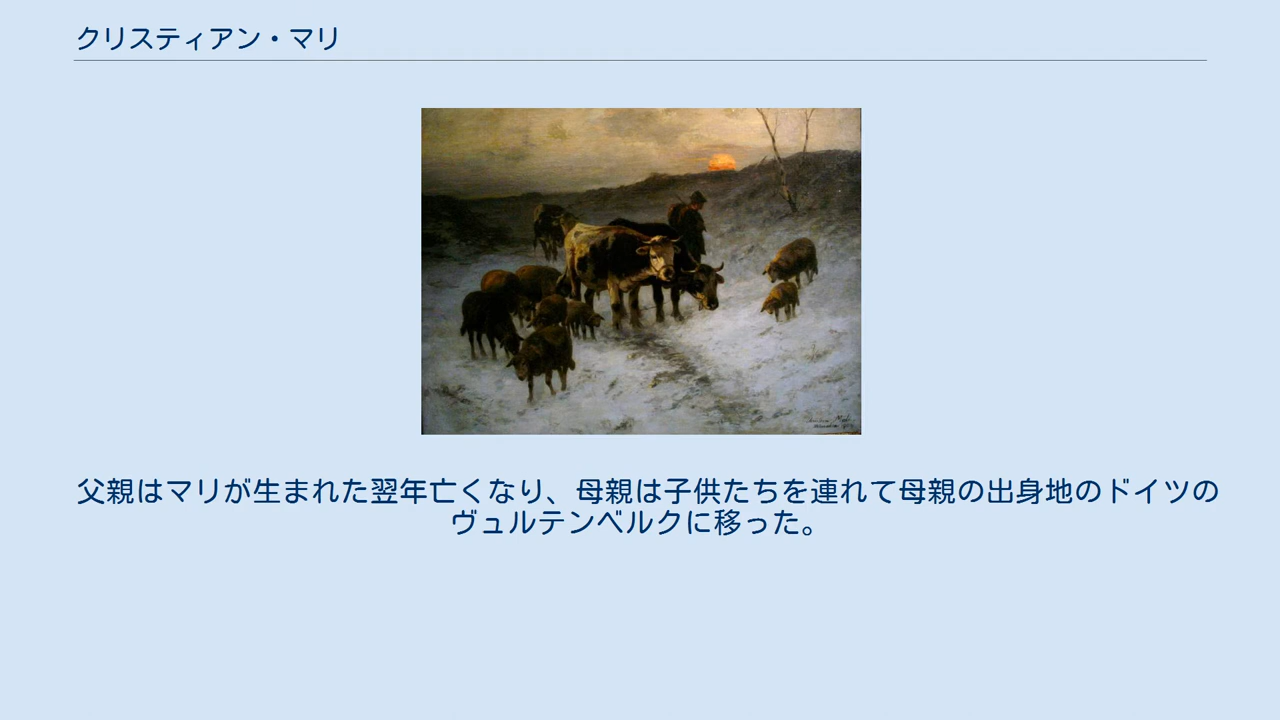 クリスティアン・マリ
父親はマリが生まれた翌年亡くなり、母親は子供たちを連れて母親の出身地のドイツの
ヴュルテンベルクに移った。